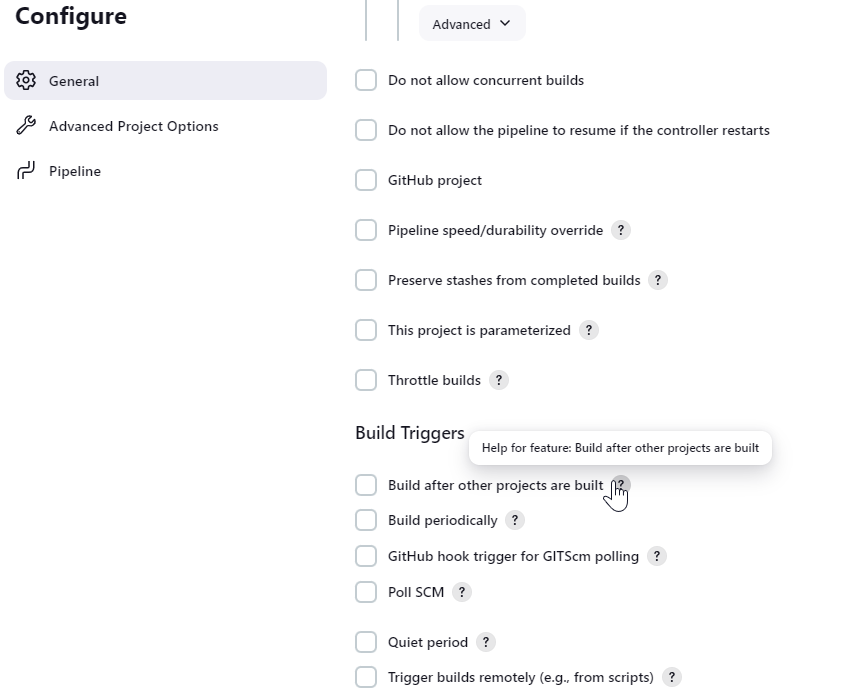 Configure
General
Advanced Project Options
Pipeline
Advanced
Do not allow concurrent builds
Do not allow the pipeline to resume if the controller restarts
GitHub project
Pipeline speed/durability override ?
Preserve stashes from completed builds ?
This project is parameterized ?
Throttle builds ?
Build Triggers
Help for feature: Build after other projects are built
Build after other projects are built ?
Build periodically ?
GitHub hook trigger for GITScm polling ?
Poll SCM ?
Quiet period ?
Trigger builds remotely (e.g., from scripts) ?